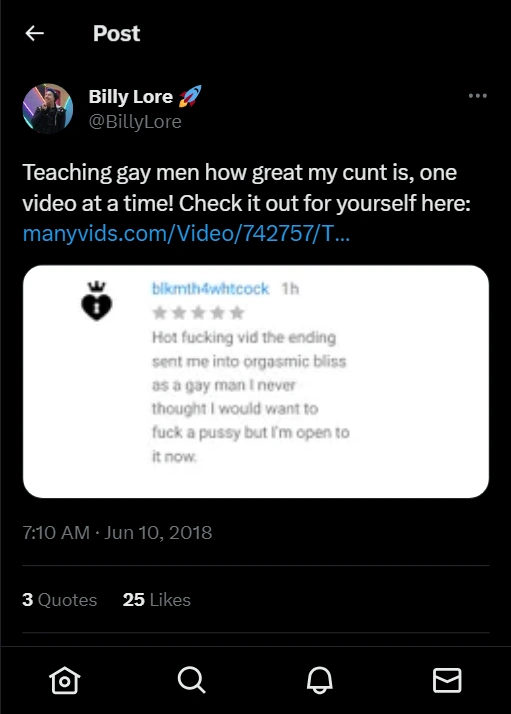 Post
Billy Lore 🚀
@BillyLore
Teaching gay men how great my cunt is, one
video at a time! Check it out for yourself here:
manyvids.com/Video/742757/T...
blkmth4whtcock 1h
Hot fucking vid the ending
sent me into orgasmic bliss
as a gay man I never
thought I would want to
fuck a pussy but I'm open to
it now.
7:10 AM · Jun 10, 2018
3 Quotes 25 Likes